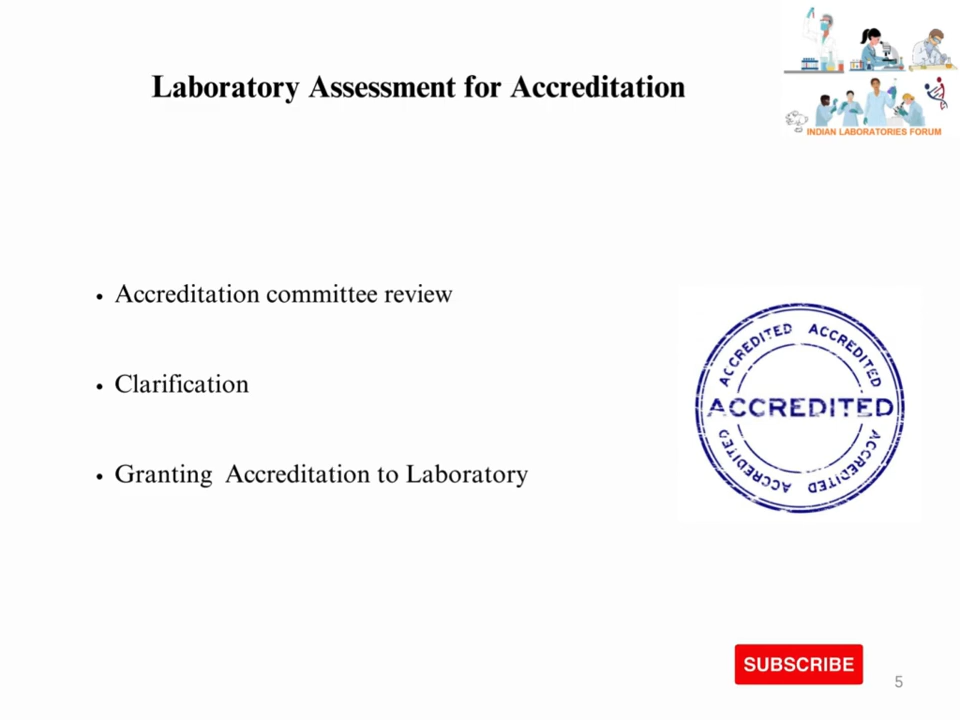 Laboratory Assessment for Accreditation
INDIAN LABORATORIES FORUM
• Accreditation committee review
• Clarification
• Granting Accreditation to Laboratory
ACCREDITED ACCREDITED
ACCREDITED
ACCREDITED ACCREDITED
SUBSCRIBE
5